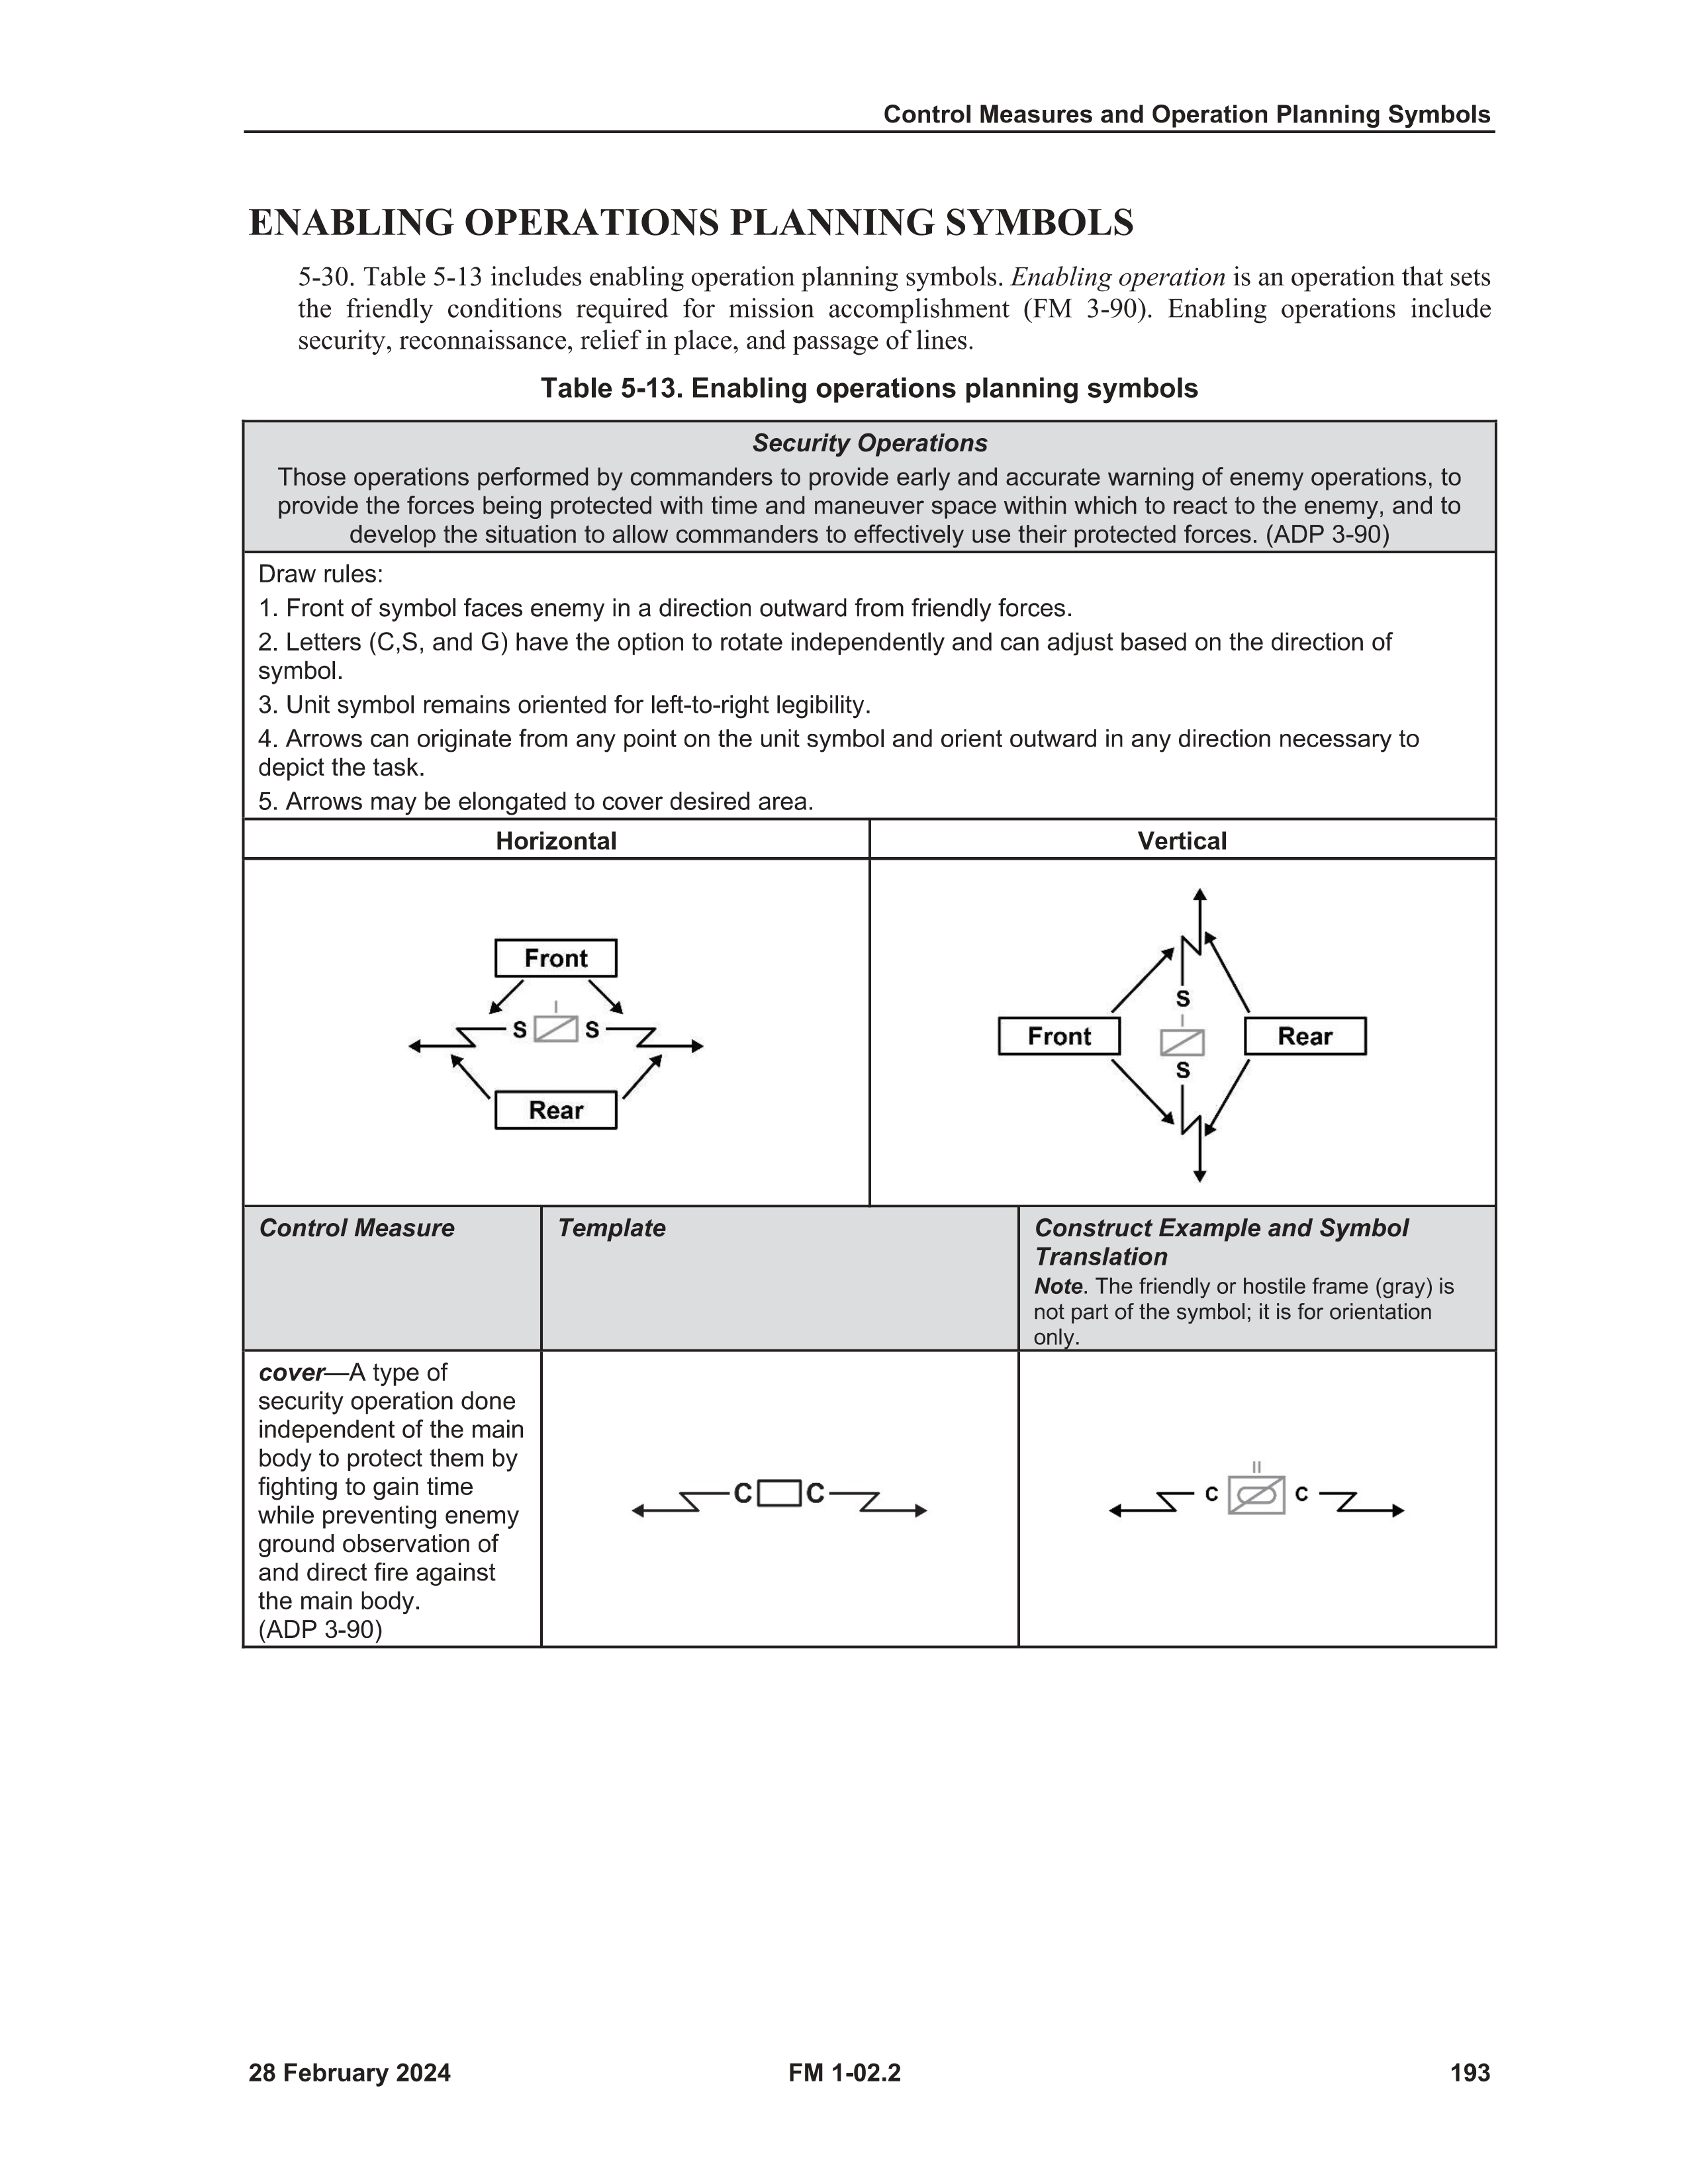 Control Measures and Operation Planning Symbols
ENABLING OPERATIONS PLANNING SYMBOLS
5-30. Table 5-13 includes enabling operation planning symbols. Enabling operation is an operation that sets
the friendly conditions required for mission accomplishment (FM 3-90). Enabling operations include
security, reconnaissance, relief in place, and passage of lines.
Table 5-13. Enabling operations planning symbols
Security Operations
Those operations performed by commanders to provide early and accurate warning of enemy operations, to
provide the forces being protected with time and maneuver space within which to react to the enemy, and to
develop the situation to allow commanders to effectively use their protected forces. (ADP 3-90)
Draw rules:
1. Front of symbol faces enemy in a direction outward from friendly forces.
2. Letters (C,S, and G) have the option to rotate independently and can adjust based on the direction of
symbol.
3. Unit symbol remains oriented for left-to-right legibility.
4. Arrows can originate from any point on the unit symbol and orient outward in any direction necessary to
depict the task.
5. Arrows may be elongated to cover desired area.
Horizontal
Vertical
Front
S S
Rear
S
Front
Rear
S
Control Measure
Template
Construct Example and Symbol
Translation
Note. The friendly or hostile frame (gray) is
not part of the symbol; it is for orientation
only.
cover—A type of
security operation done
independent of the main
body to protect them by
fighting to gain time
while preventing enemy
ground observation of
and direct fire against
the main body.
(ADP 3-90)
C C
C C
28 February 2024
FM 1-02.2
193